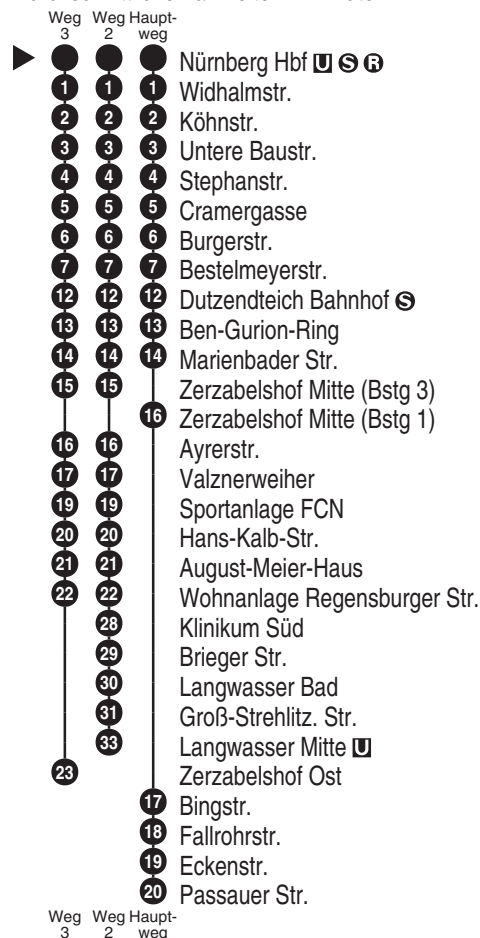 Weg Weg Haupt-
3 2 weg
Nürnberg Hbf U S R
1 1 1 Widhalmstr.
2 2 2 Köhnstr.
3 3 3 Untere Baustr.
4 4 4 Stephanstr.
5 5 5 Cramergasse
6 6 6 Burgerstr.
7 7 7 Bestelmeyerstr.
12 12 12 Dutzendteich Bahnhof S
13 13 13 Ben-Gurion-Ring
14 14 14 Marienbader Str.
15 15 Zerzabelshof Mitte (Bstg 3)
16 Zerzabelshof Mitte (Bstg 1)
16 16 Ayrerstr.
17 17 Valznerweiher
19 19 Sportanlage FCN
20 20 Hans-Kalb-Str.
21 21 August-Meier-Haus
22 22 Wohnanlage Regensburger Str.
28 Klinikum Süd
29 Brieger Str.
30 Langwasser Bad
31 Groß-Strehlitz. Str.
33 Langwasser Mitte U
23 Zerzabelshof Ost
17 Bingstr.
18 Fallrohrstr.
19 Eckenstr.
20 Passauer Str.
Weg Weg Haupt-
3 2 weg